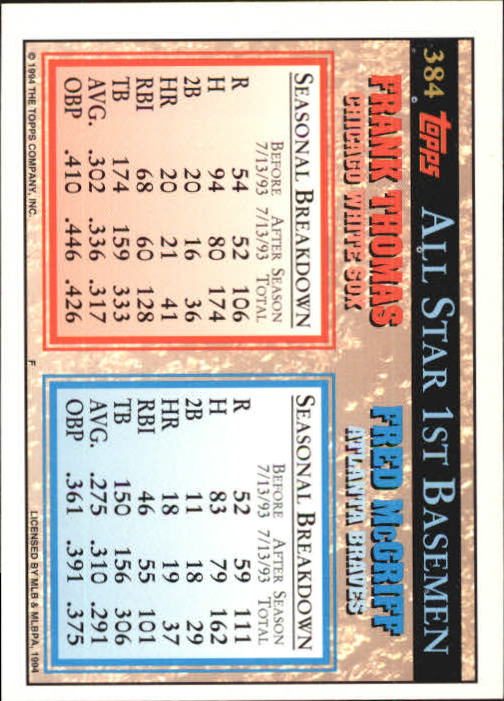 384 Topps ALL STAR 1ST BASEMEN
FRANK THOMAS
CHICAGO WHITE SOX
SEASONAL BREAKDOWN
BEFORE AFTER SEASON
7/13/93 7/13/93 TOTAL
R 54 52 106
H 94 80 174
2B 20 16 36
HR 20 21 41
RBI 68 60 128
TB 174 159 333
AVG. .302 .336 .317
OBP .410 .446 .426
FRED McGRIFF
ATLANTA BRAVES
SEASONAL BREAKDOWN
BEFORE AFTER SEASON
7/13/93 7/13/93 TOTAL
R 52 59 111
H 83 79 162
2B 11 18 29
HR 18 19 37
RBI 46 55 101
TB 150 156 306
AVG. .275 .310 .291
OBP .361 .391 .375
© 1994 THE TOPPS COMPANY, INC.
F
LICENSED BY MLB & MLBPA, 1994